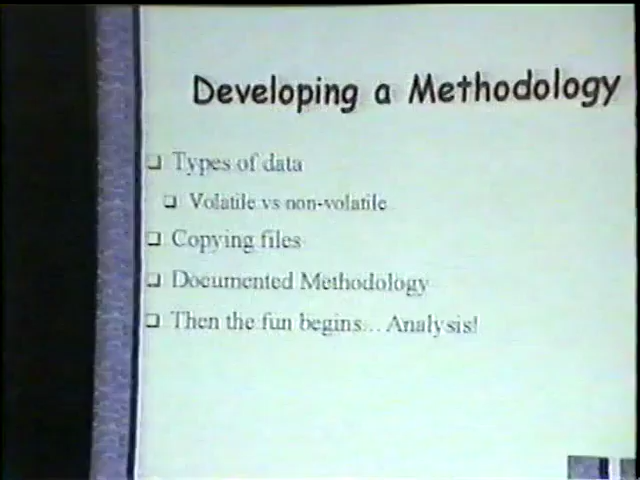 Developing a Methodology
Types of data
Volatile vs non-volatile
Copying files
Documented Methodology
Then the fun begins... Analysis!